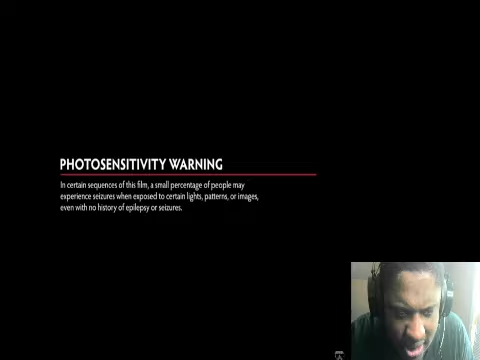 PHOTOSENSITIVITY WARNING
In certain sequences of this film, a small percentage of people may
experience seizures when exposed to certain lights, patterns, or images,
even with no history of epilepsy or seizures.